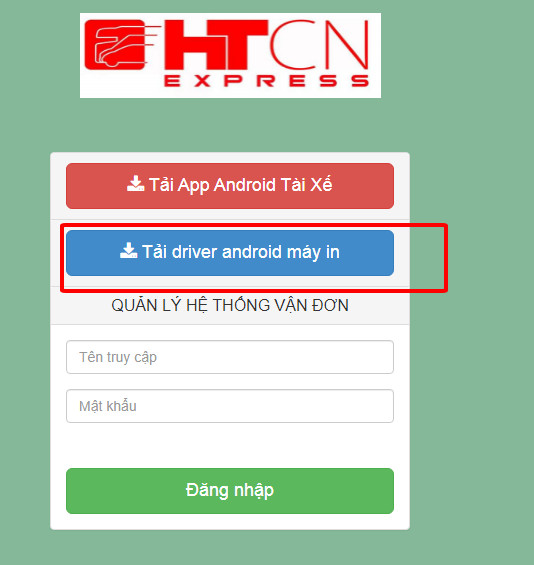 HTCN
EXPRESS
Tải App Android Tài Xế
Tải driver android máy in
QUẢN LÝ HỆ THỐNG VẬN ĐƠN
Tên truy cập
Mật khẩu
Đăng nhập